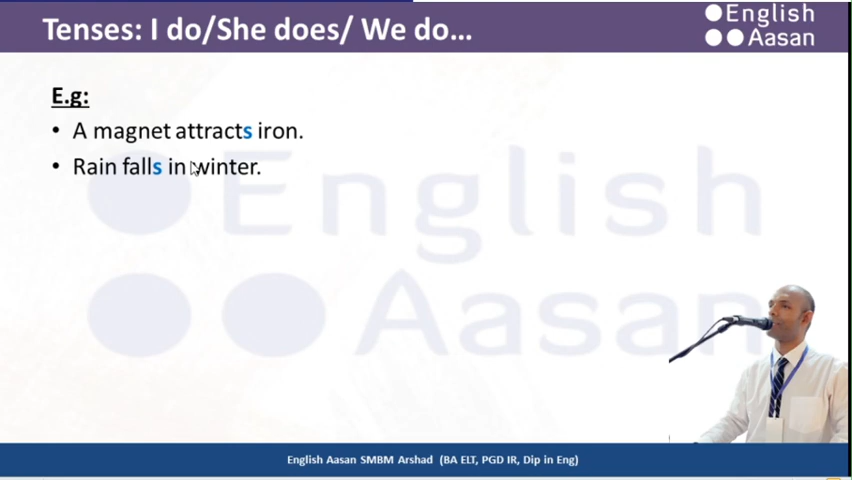 Tenses: I do/She does/ We do...
English
Aasan
E.g:
• A magnet attracts iron.
• Rain falls in winter.
English
Aasan
English Aasan SMBM Arshad (BA ELT, PGD IR, Dip in Eng)